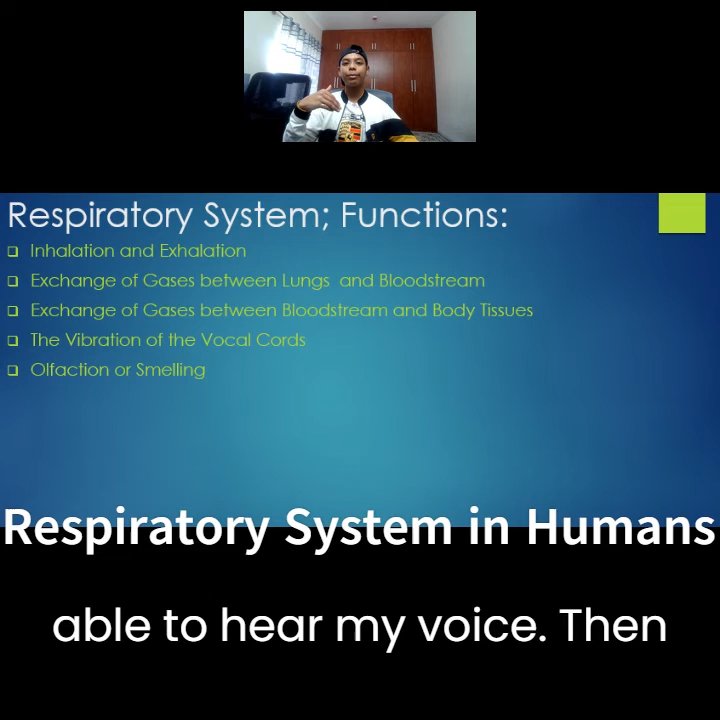 Respiratory System; Functions:
Inhalation and Exhalation
Exchange of Gases between Lungs and Bloodstream
Exchange of Gases between Bloodstream and Body Tissues
The Vibration of the Vocal Cords
Olfaction or Smelling
Respiratory System in Humans
able to hear my voice. Then